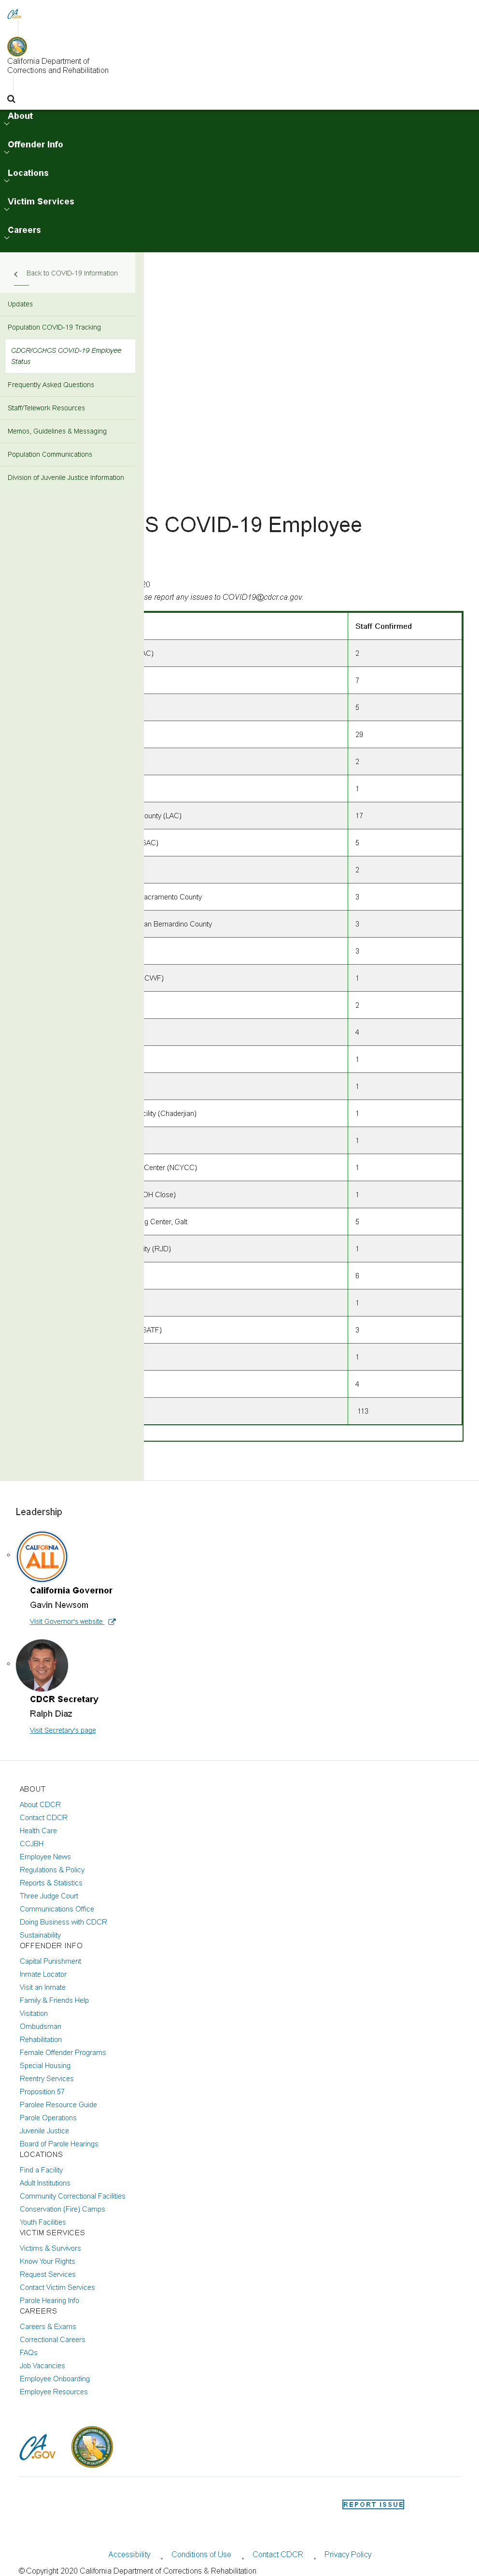 CA
.GOV
California Department of
Corrections and Rehabilitation
About
Offender Info
Locations
Victim Services
Careers
Back to COVID-19 Information
Updates
Population COVID-19 Tracking
CDCR/CCHCS COVID-19 Employee
Status
Frequently Asked Questions
Staff/Telework Resources
Memos, Guidelines & Messaging
Population Communications
Division of Juvenile Justice Information
S COVID-19 Employee
20
se report any issues to COVID19@cdcr.ca.gov.
Staff Confirmed
AC) 2
7
5
29
2
1
ounty (LAC) 17
SAC) 5
2
acramento County 3
an Bernardino County 3
3
CWF) 1
2
4
1
1
cility (Chaderjian) 1
1
Center (NCYCC) 1
OH Close) 1
g Center, Galt 5
ity (RJD) 1
6
1
SATF) 3
1
4
113
Leadership
CALIFORNIA
ALL
California Governor
Gavin Newsom
Visit Governor's website
CDCR Secretary
Ralph Diaz
Visit Secretary's page
ABOUT
About CDCR
Contact CDCR
Health Care
CCJBH
Employee News
Regulations & Policy
Reports & Statistics
Three Judge Court
Communications Office
Doing Business with CDCR
Sustainability
OFFENDER INFO
Capital Punishment
Inmate Locator
Visit an Inmate
Family & Friends Help
Visitation
Ombudsman
Rehabilitation
Female Offender Programs
Special Housing
Reentry Services
Proposition 57
Parolee Resource Guide
Parole Operations
Juvenile Justice
Board of Parole Hearings
LOCATIONS
Find a Facility
Adult Institutions
Community Correctional Facilities
Conservation (Fire) Camps
Youth Facilities
VICTIM SERVICES
Victims & Survivors
Know Your Rights
Request Services
Contact Victim Services
Parole Hearing Info
CAREERS
Careers & Exams
Correctional Careers
FAQs
Job Vacancies
Employee Onboarding
Employee Resources
CA
.GOV
REPORT ISSUE
Accessibility
Conditions of Use
Contact CDCR
Privacy Policy
© Copyright 2020 California Department of Corrections & Rehabilitation